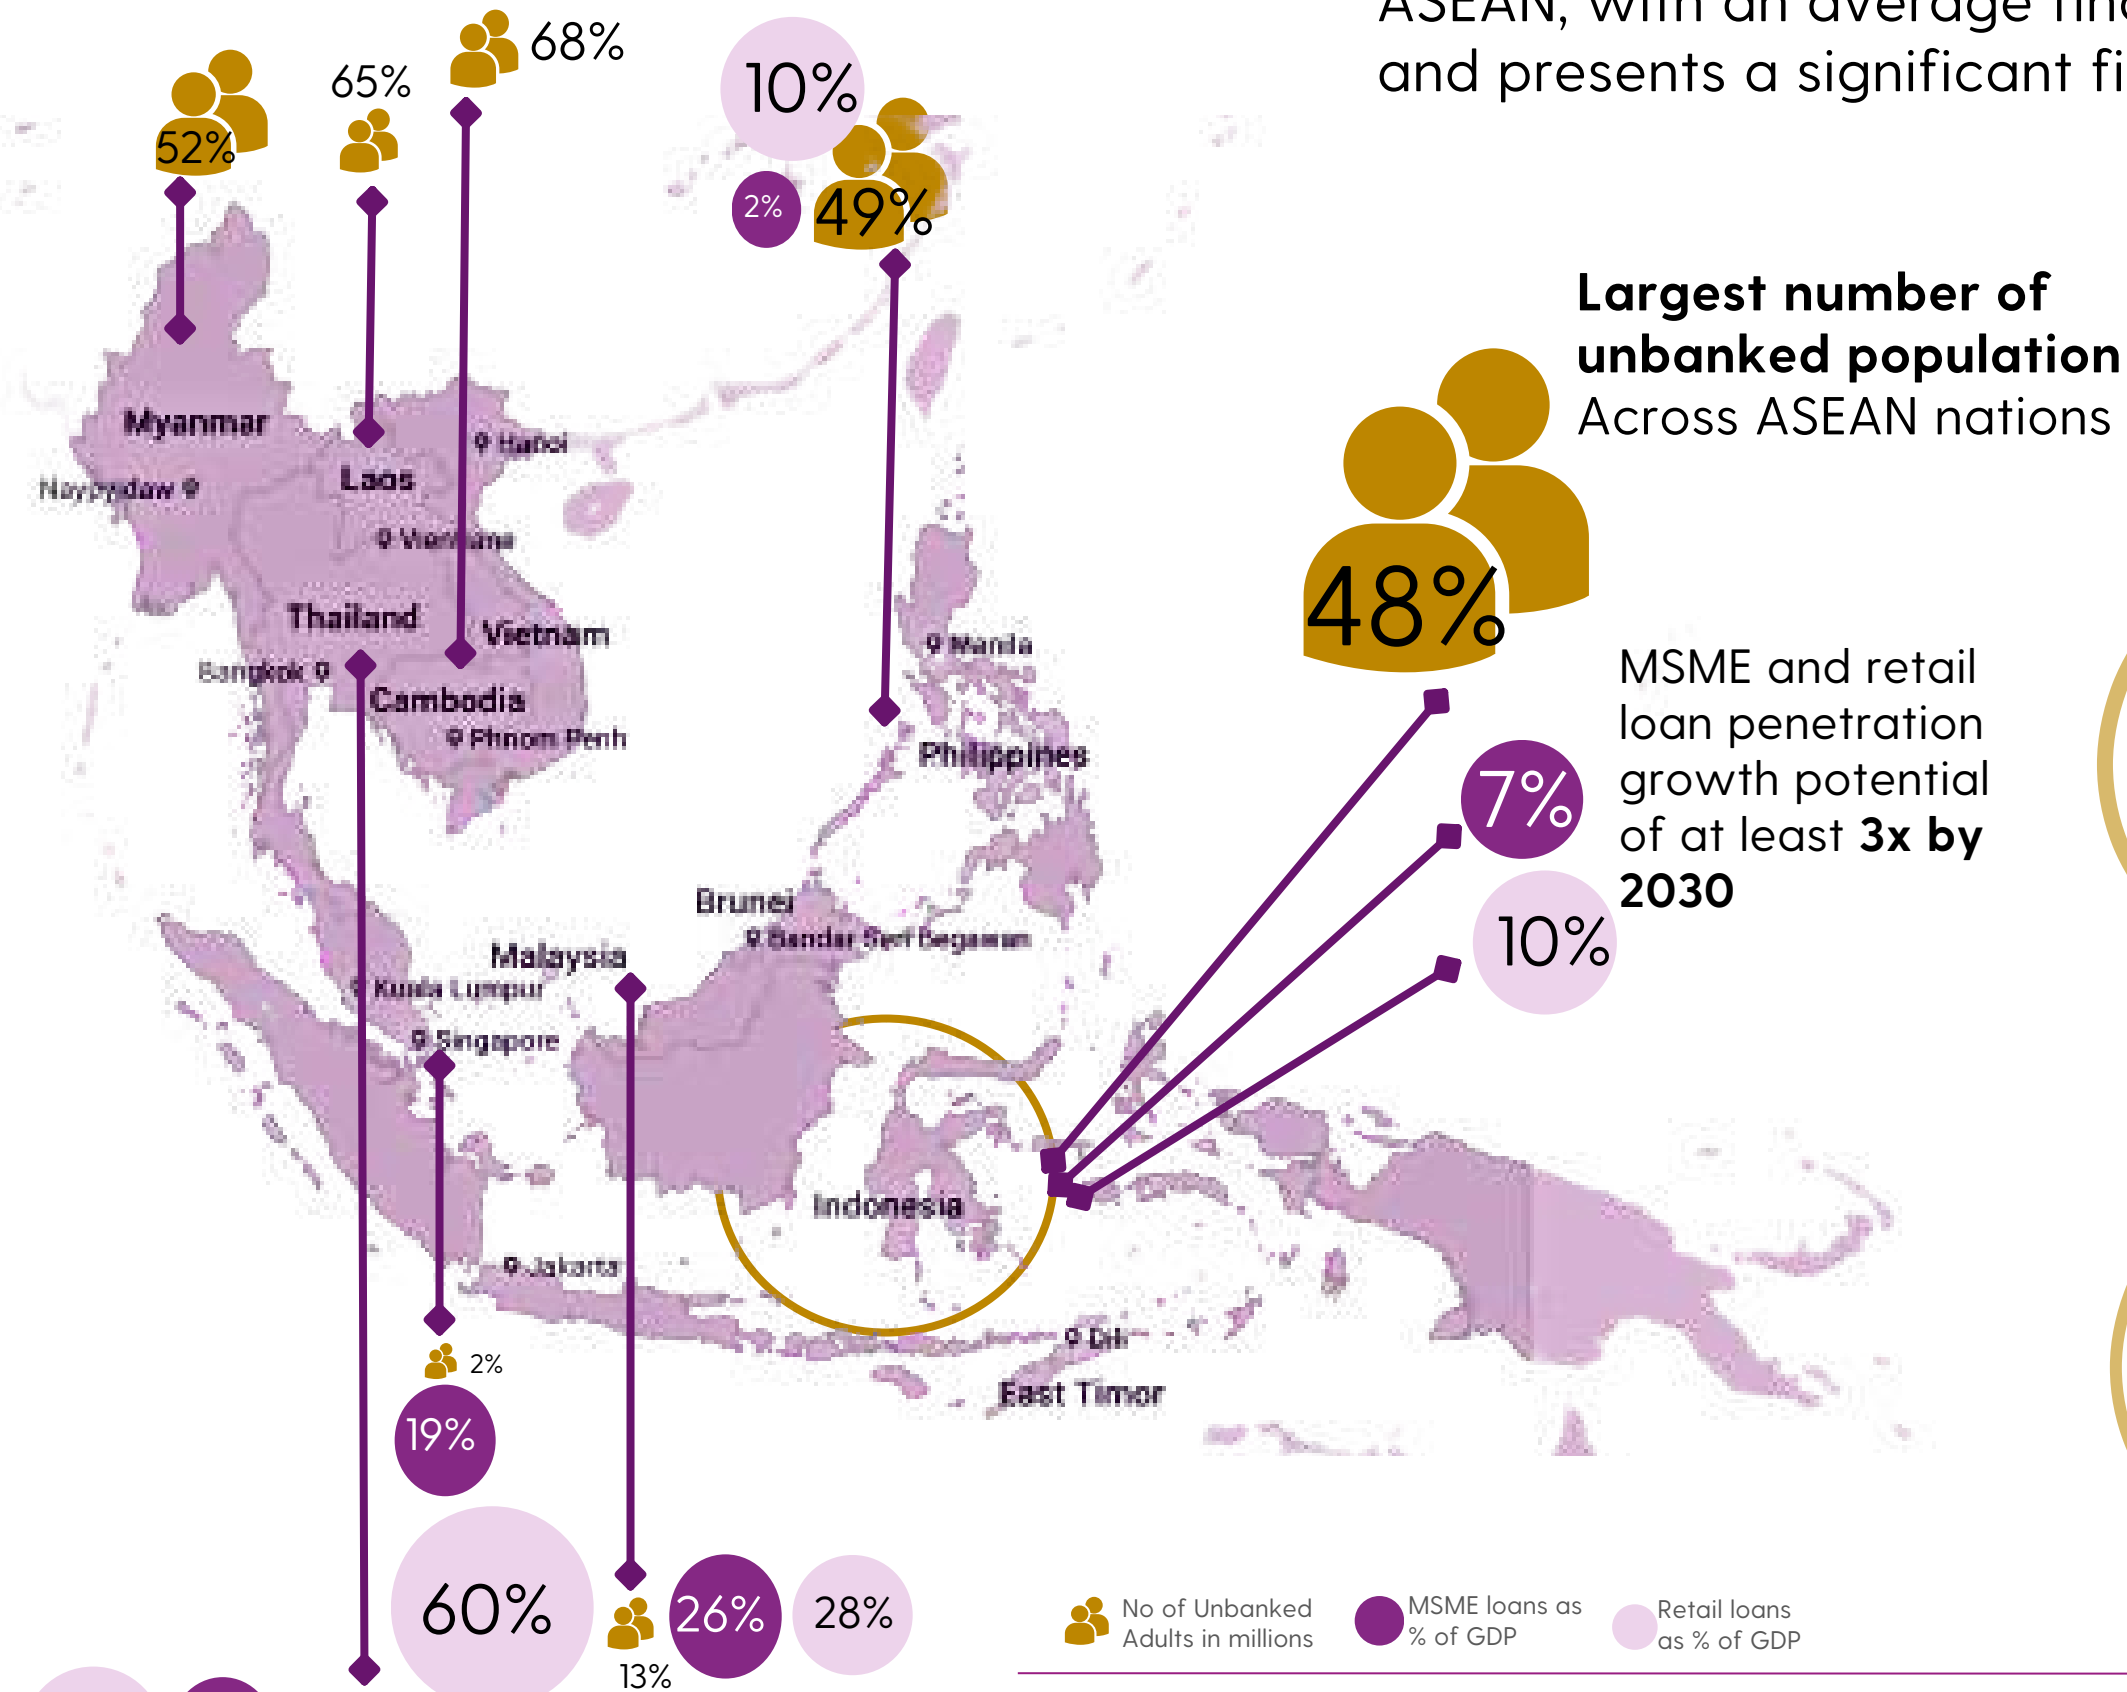 ASEAN, with an average
and presents a significant
68%
65%
52%
10%
2%
49%
Largest number of
unbanked population
Across ASEAN nations
48%
MSME and retail
loan penetration
growth potential
of at least 3x by
2030
7%
10%
Myanmar
Naypyidaw
Hanoi
Laos
Vientiane
Thailand
Vietnam
Bangkok
Cambodia
Phnom Penh
Manila
Philippines
Brunei
Bandar Seri Begawan
Malaysia
Kuala Lumpur
Singapore
Indonesia
Jakarta
Dili
East Timor
2%
19%
60%
13%
26%
28%
No of Unbanked
Adults in millions
MSME loans as
% of GDP
Retail loans
as % of GDP